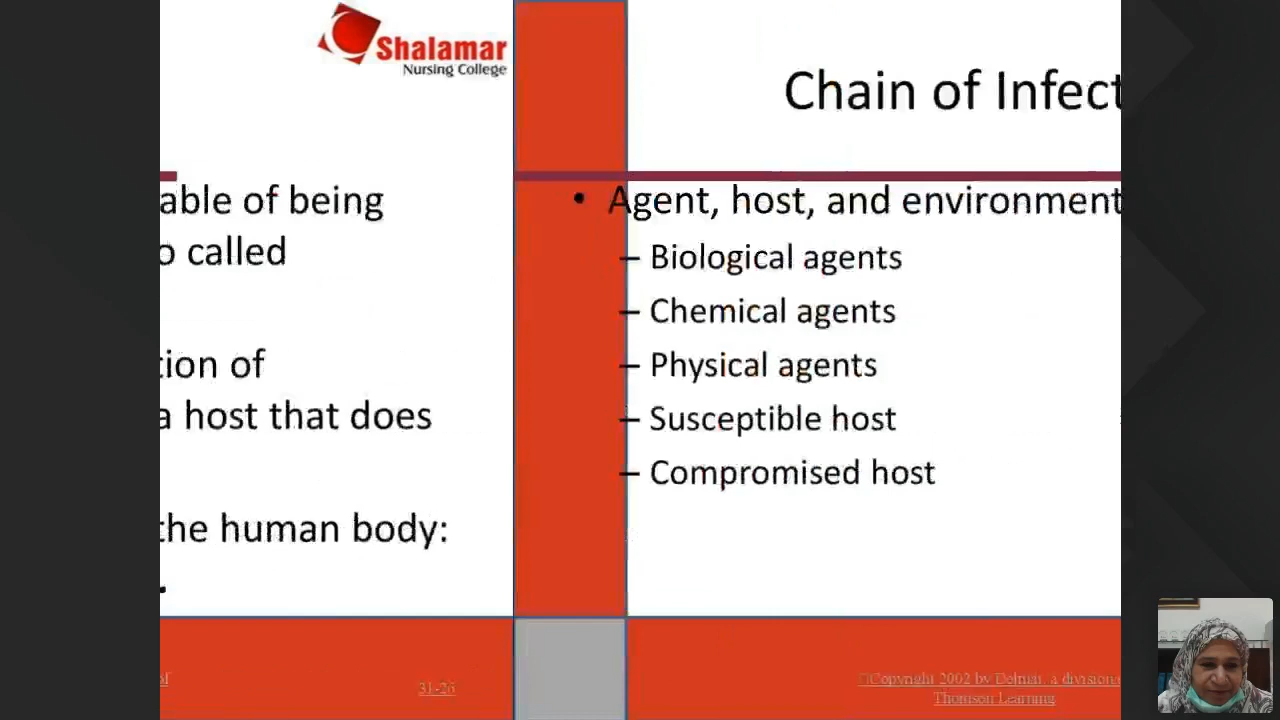 Shalamar
Nursing College
able of being
o called
tion of
a host that does
the human body:
31-26
Chain of Infect
• Agent, host, and environment
– Biological agents
– Chemical agents
– Physical agents
– Susceptible host
– Compromised host
©Copyright 2002 by Delmar, a division
Thomson Learning